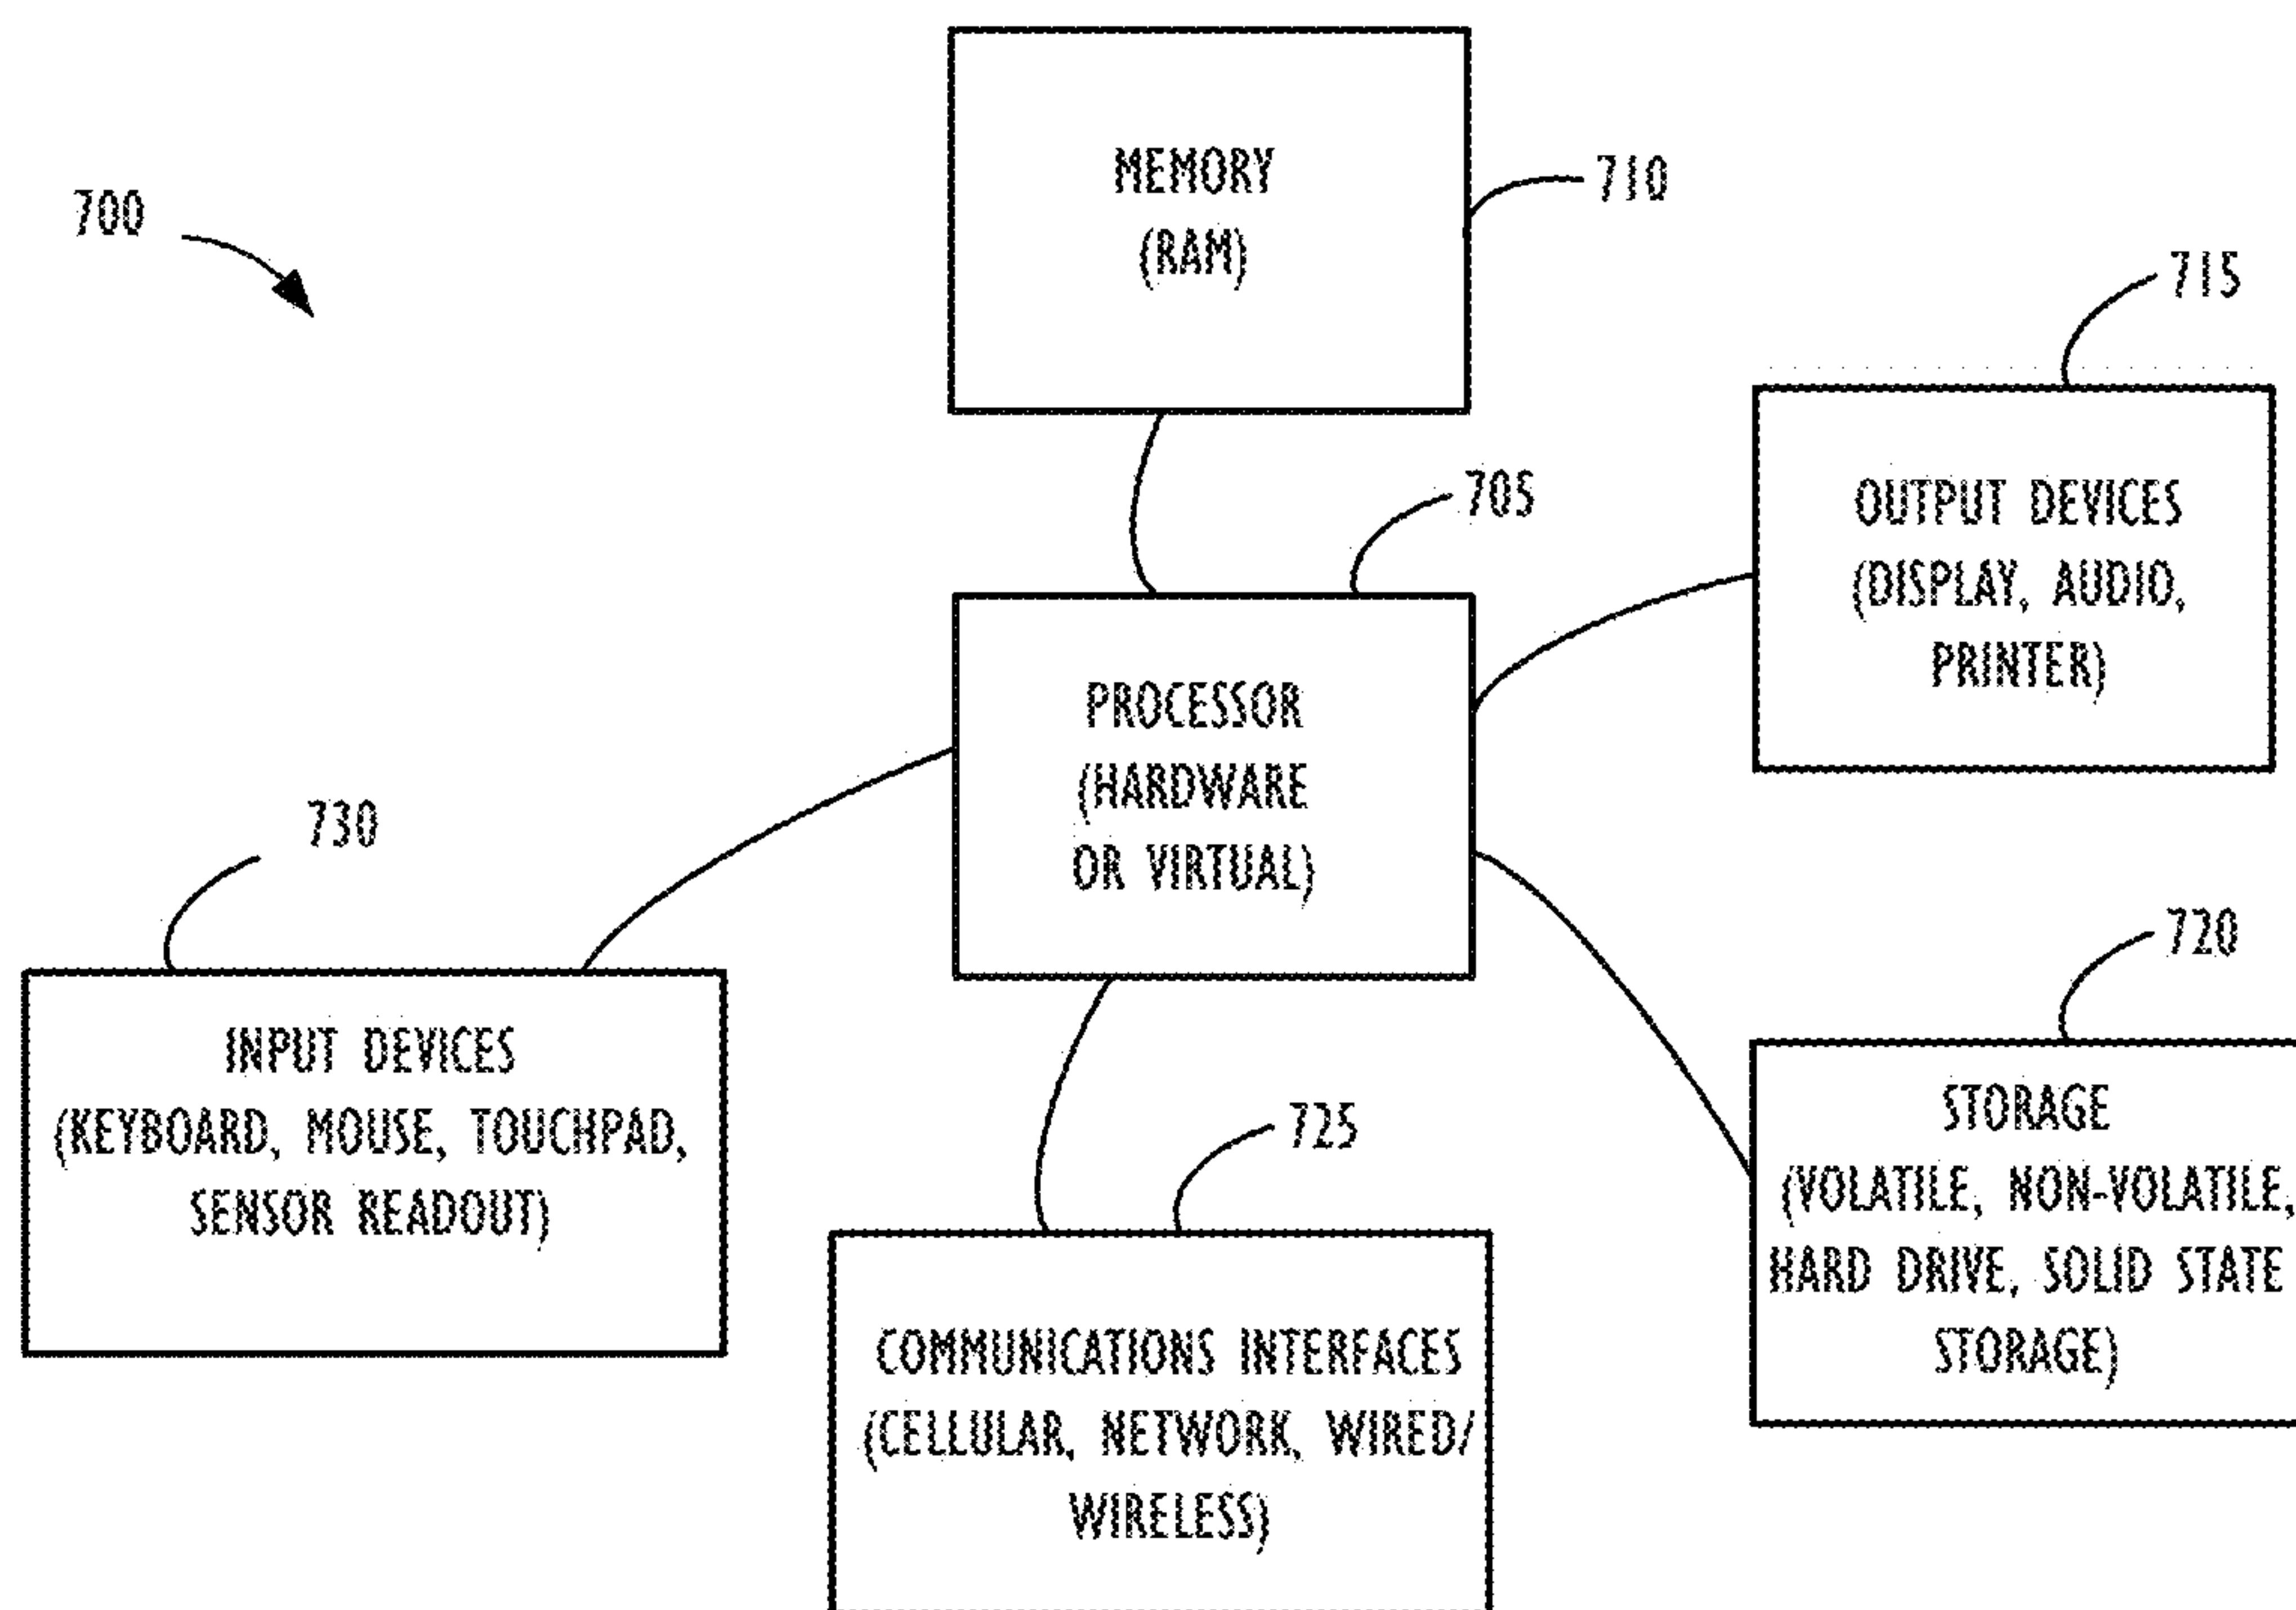 MEMORY
(RAM)
710
700
715
OUTPUT DEVICES
(DISPLAY, AUDIO,
PRINTER)
705
PROCESSOR
(HARDWARE
OR VIRTUAL)
730
INPUT DEVICES
(KEYBOARD, MOUSE, TOUCHPAD,
SENSOR READOUT)
720
STORAGE
(VOLATILE, NON-VOLATILE,
HARD DRIVE, SOLID STATE
STORAGE)
725
COMMUNICATIONS INTERFACES
(CELLULAR, NETWORK, WIRED/
WIRELESS)